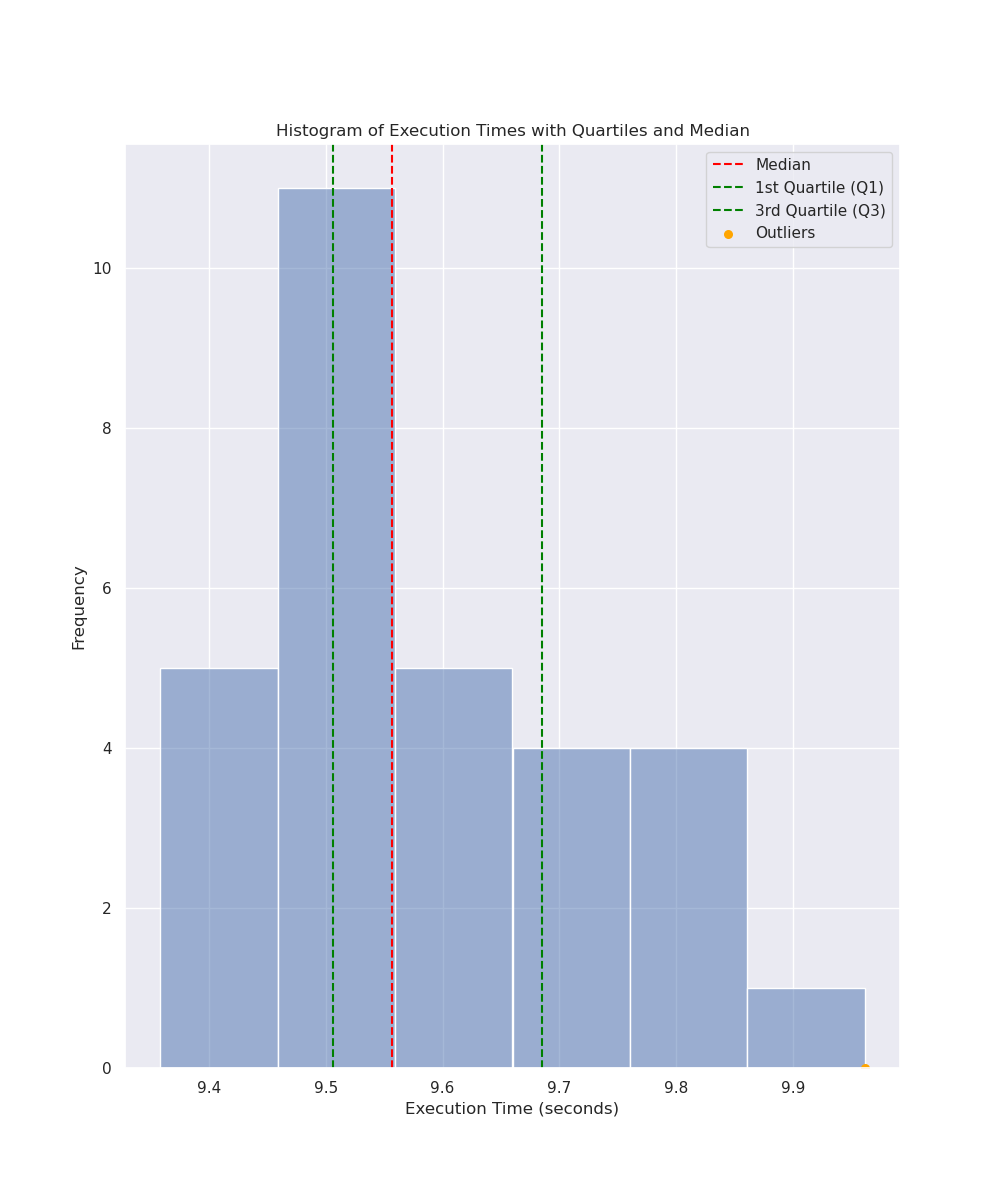 Histogram of Execution Times with Quartiles and Median
Median
1st Quartile (Q1)
3rd Quartile (Q3)
Outliers
Frequency
10
8
6
4
2
0
9.4 9.5 9.6 9.7 9.8 9.9
Execution Time (seconds)